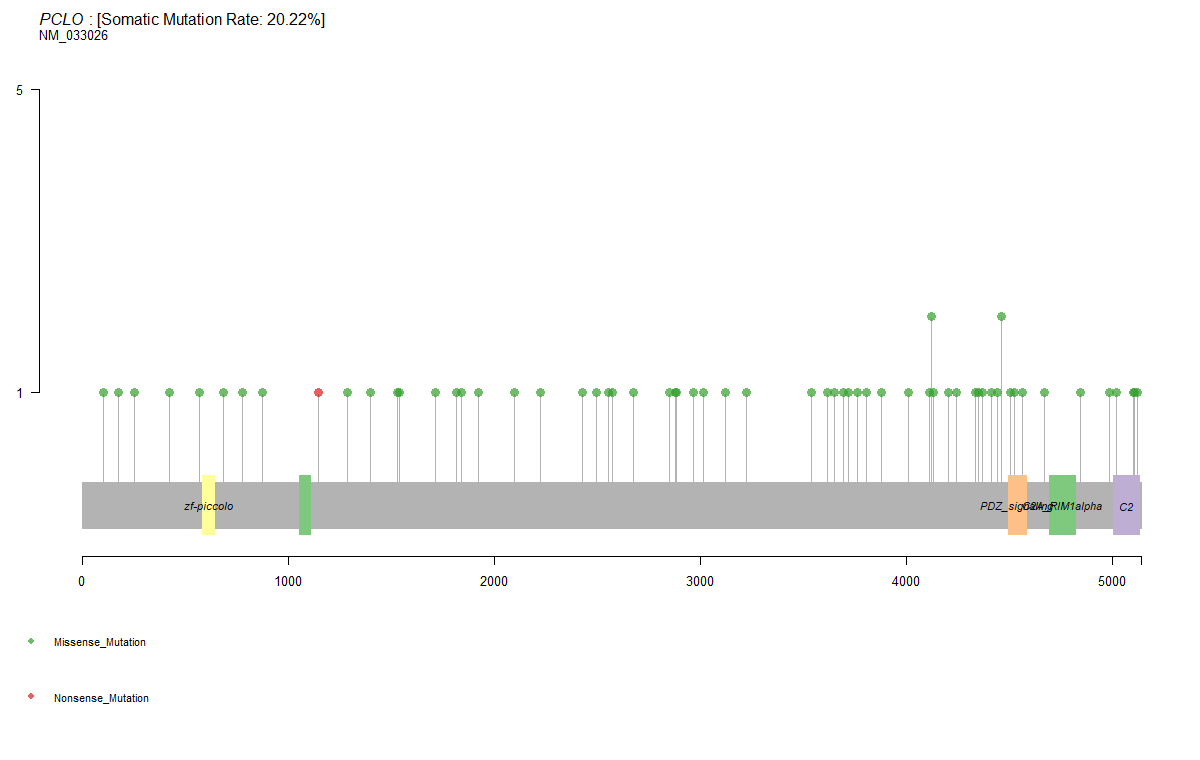 PCLO : [Somatic Mutation Rate: 20.22%]
NM_033026
5
1
zf-piccolo
PDZ_signaling
C2A_RIM1alpha
C2
0 1000 2000 3000 4000 5000
Missense_Mutation
Nonsense_Mutation